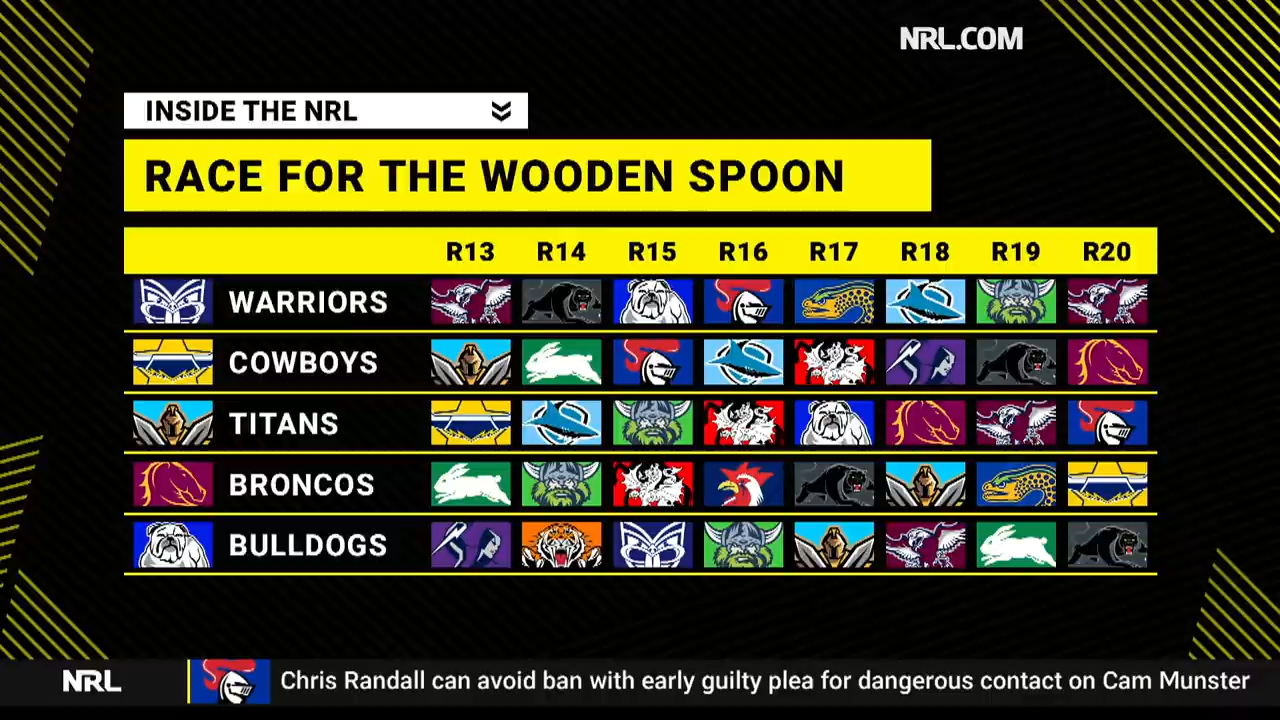 NRL.COM
INSIDE THE NRL
RACE FOR THE WOODEN SPOON
R13 R14 R15 R16 R17 R18 R19 R20
WARRIORS
COWBOYS
TITANS
BRONCOS
BULLDOGS
NRL Chris Randall can avoid ban with early guilty plea for dangerous contact on Cam Munster